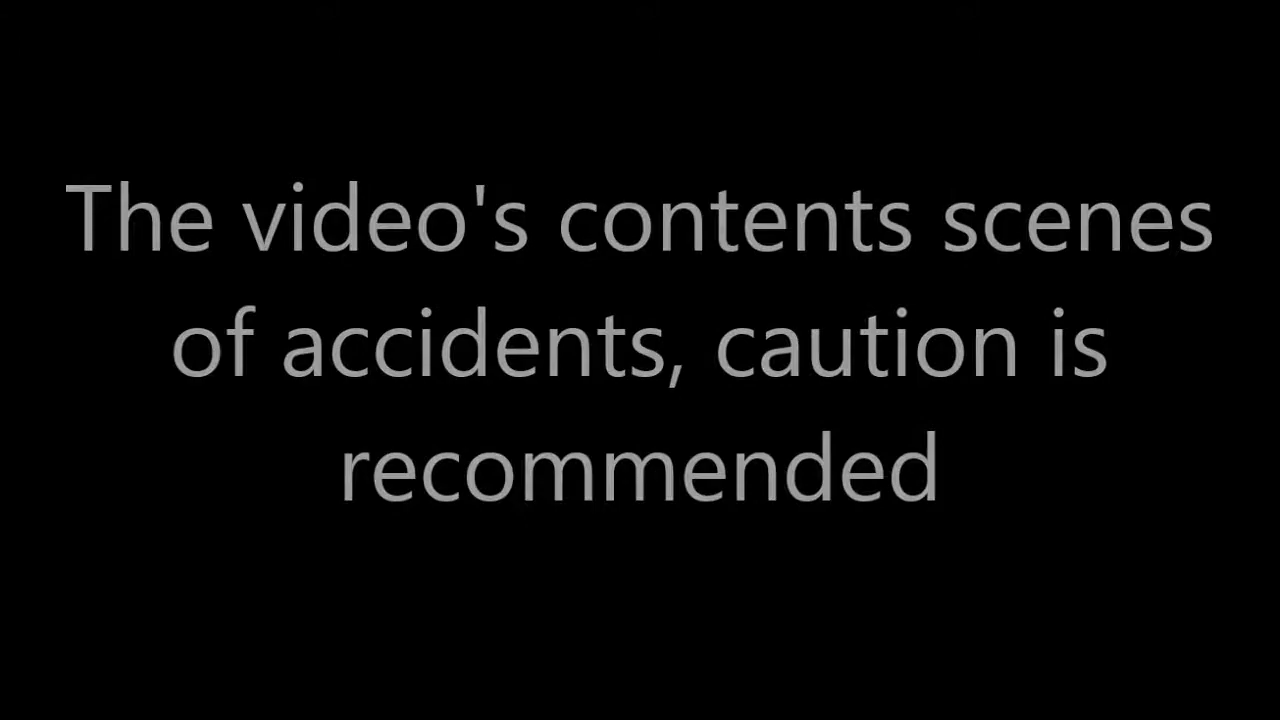 The video's contents scenes
of accidents, caution is
recommended